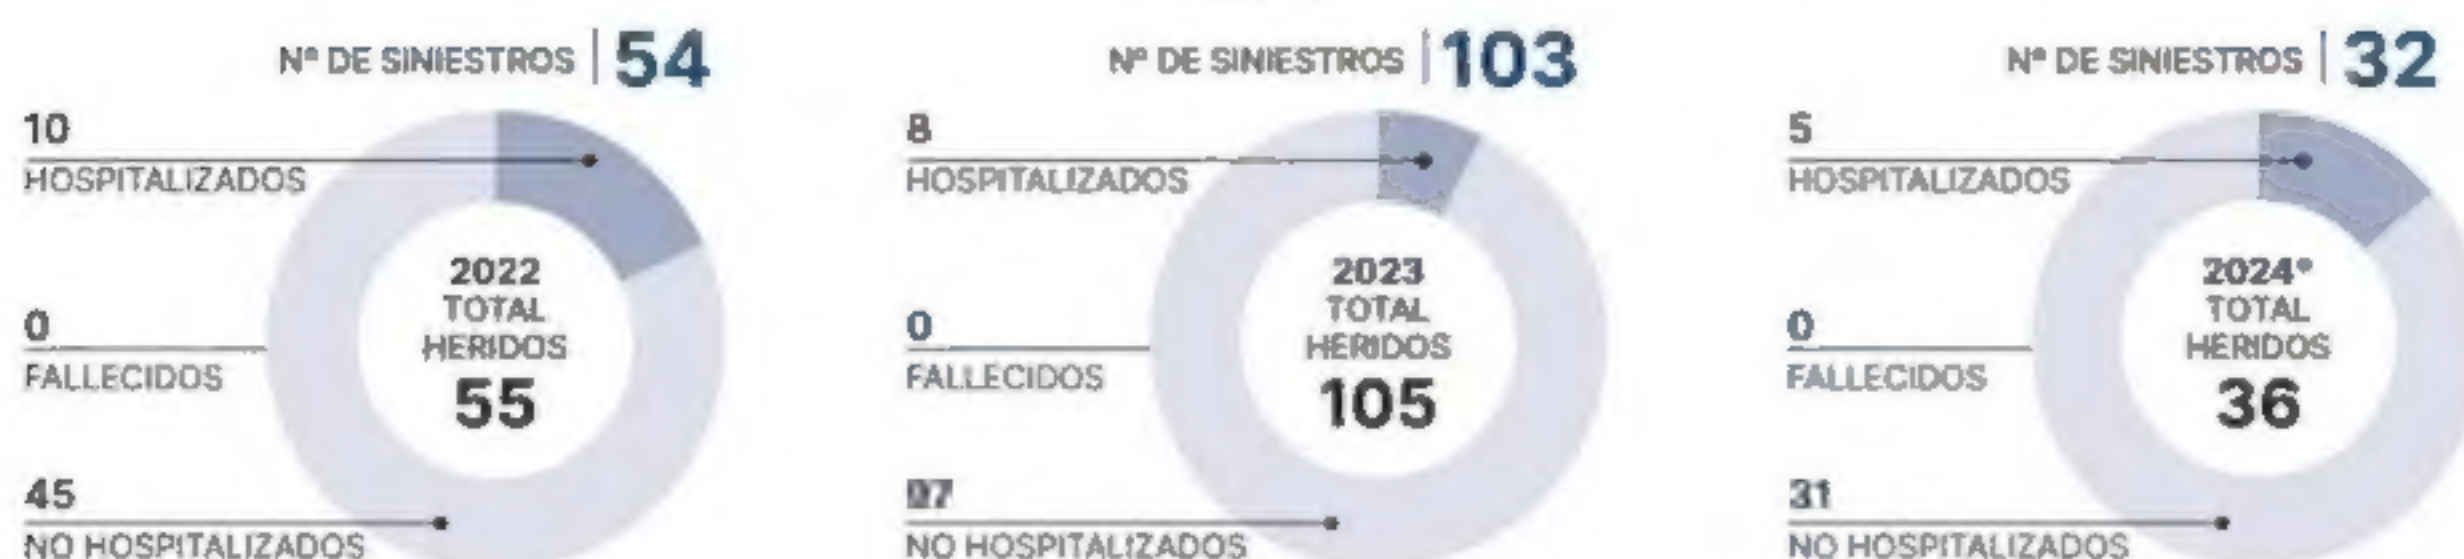 Nº DE SINIESTROS | 54
10
HOSPITALIZADOS
2022
TOTAL
HERIDOS
55
0
FALLECIDOS
45
NO HOSPITALIZADOS
Nº DE SINIESTROS | 103
8
HOSPITALIZADOS
2023
TOTAL
HERIDOS
105
0
FALLECIDOS
97
NO HOSPITALIZADOS
Nº DE SINIESTROS | 32
5
HOSPITALIZADOS
2024*
TOTAL
HERIDOS
36
0
FALLECIDOS
31
NO HOSPITALIZADOS